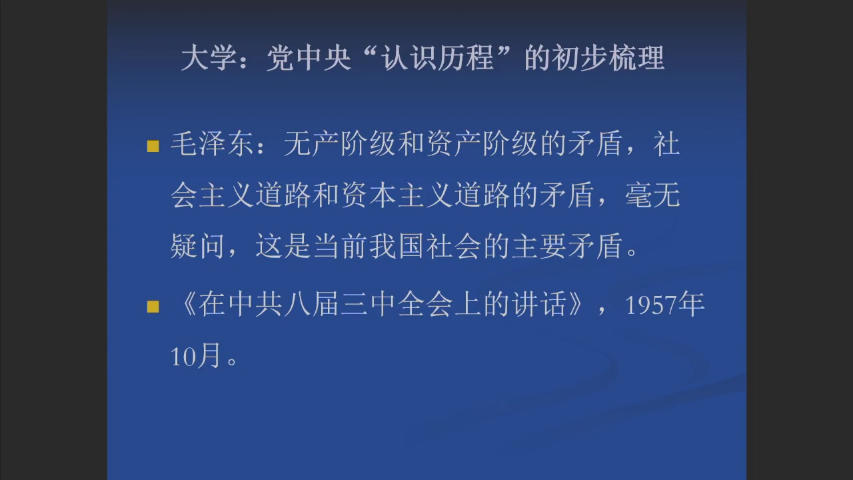 大学：党中央“认识历程”的初步梳理
毛泽东：无产阶级和资产阶级的矛盾，社
会主义道路和资本主义道路的矛盾，毫无
疑问，这是当前我国社会的主要矛盾。
《在中共八届三中全会上的讲话》，1957年
10月。